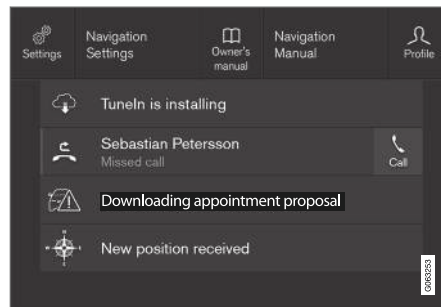 Settings
Navigation
Settings
Owner's
manual
Navigation
Manual
Profile
TuneIn is installing
Sebastian Petersson
Missed call
Call
Downloading appointment proposal
New position received
G063253